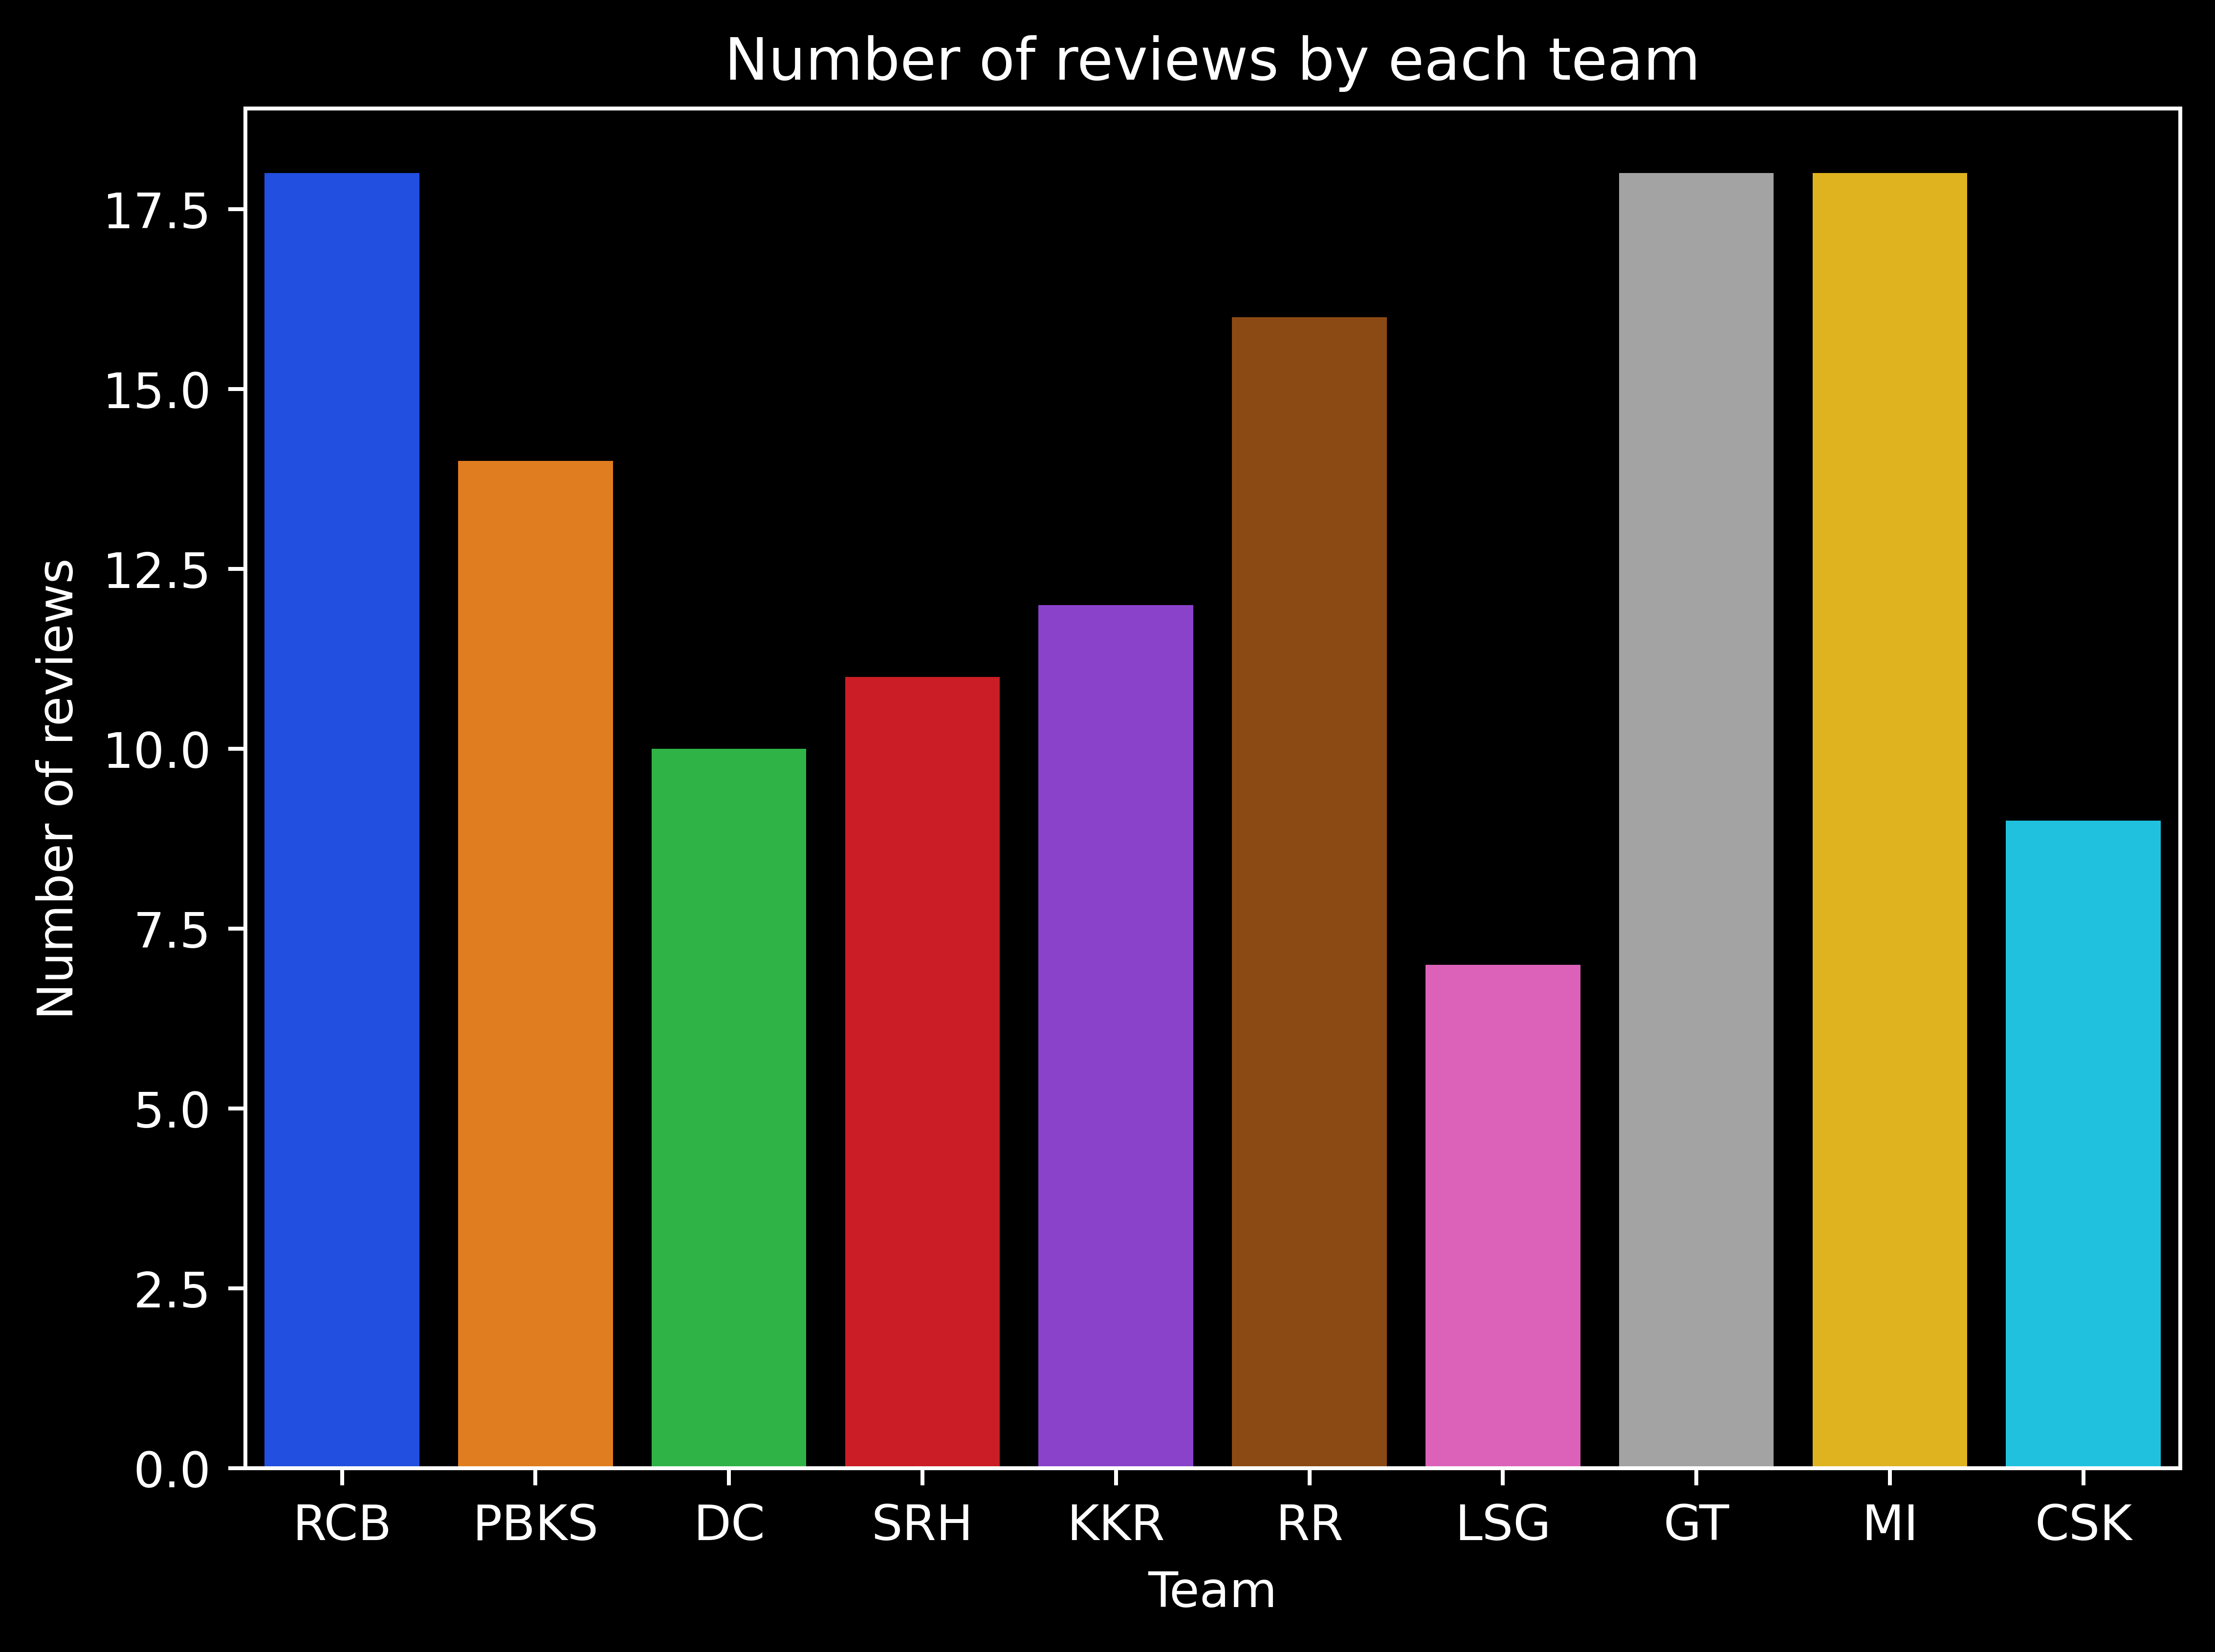 Number of reviews by each team
Number of reviews
17.5
15.0
12.5
10.0
7.5
5.0
2.5
0.0
RCB PBKS DC SRH KKR RR LSG GT MI CSK
Team